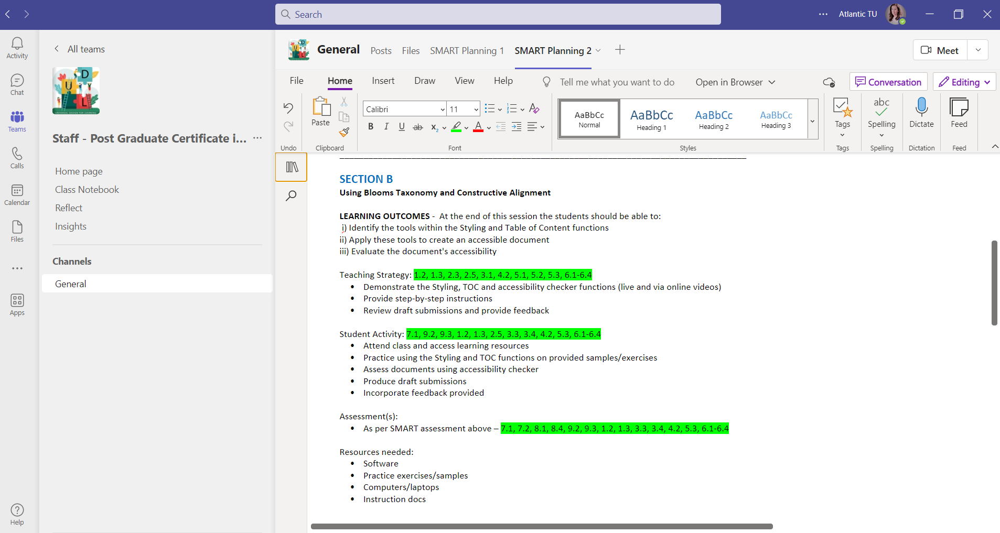 Search
Atlantic TU
Activity
Chat
Teams
Calls
Calendar
Files
Apps
Help
All teams
U D L
UNIVERSAL DESIGN FOR LEARNING
Staff - Post Graduate Certificate i...
Home page
Class Notebook
Reflect
Insights
Channels
General
General
Posts
Files
SMART Planning 1
SMART Planning 2
Meet
File
Home
Insert
Draw
View
Help
Tell me what you want to do
Open in Browser
Conversation
Editing
Undo
Paste
Clipboard
Calibri
11
B I U ab x₂ A
Font
AaBbCc
Normal
AaBbCc
Heading 1
AaBbCc
Heading 2
AaBbCc
Heading 3
Styles
Tags
Tags
abc
Spelling
Spelling
Dictate
Dictation
Feed
Feed
SECTION B
Using Blooms Taxonomy and Constructive Alignment
LEARNING OUTCOMES - At the end of this session the students should be able to:
i) Identify the tools within the Styling and Table of Content functions
ii) Apply these tools to create an accessible document
iii) Evaluate the document's accessibility
Teaching Strategy: 1.2, 1.3, 2.3, 2.5, 3.1, 4.2, 5.1, 5.2, 5.3, 6.1-6.4
• Demonstrate the Styling, TOC and accessibility checker functions (live and via online videos)
• Provide step-by-step instructions
• Review draft submissions and provide feedback
Student Activity: 7.1, 9.2, 9.3, 1.2, 1.3, 2.5, 3.3, 3.4, 4.2, 5.3, 6.1-6.4
• Attend class and access learning resources
• Practice using the Styling and TOC functions on provided samples/exercises
• Assess documents using accessibility checker
• Produce draft submissions
• Incorporate feedback provided
Assessment(s):
• As per SMART assessment above – 7.1, 7.2, 8.1, 8.4, 9.2, 9.3, 1.2, 1.3, 3.3, 3.4, 4.2, 5.3, 6.1-6.4
Resources needed:
• Software
• Practice exercises/samples
• Computers/laptops
• Instruction docs